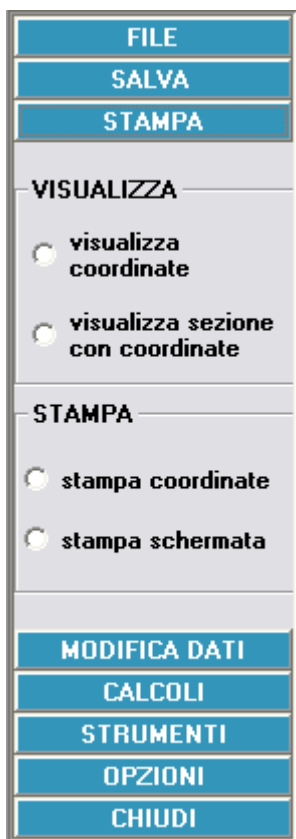 FILE
SALVA
STAMPA
VISUALIZZA
visualizza
coordinate
visualizza sezione
con coordinate
STAMPA
stampa coordinate
stampa schermata
MODIFICA DATI
CALCOLI
STRUMENTI
OPZIONI
CHIUDI